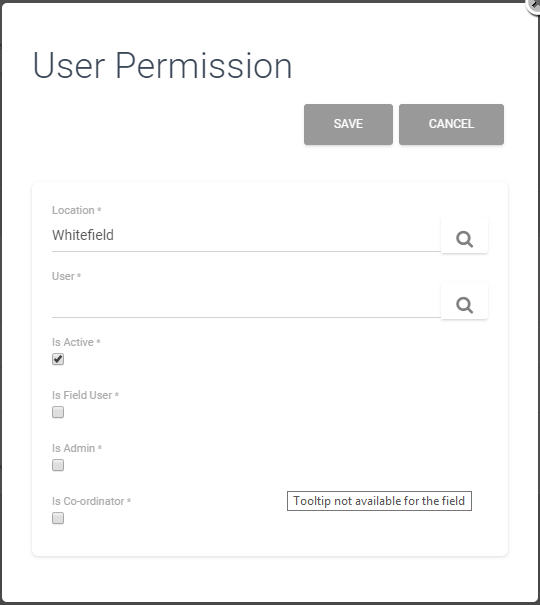 User Permission
SAVE CANCEL
Location *
Whitefield
User *
Is Active *
Is Field User *
Is Admin *
Is Co-ordinator *
Tooltip not available for the field